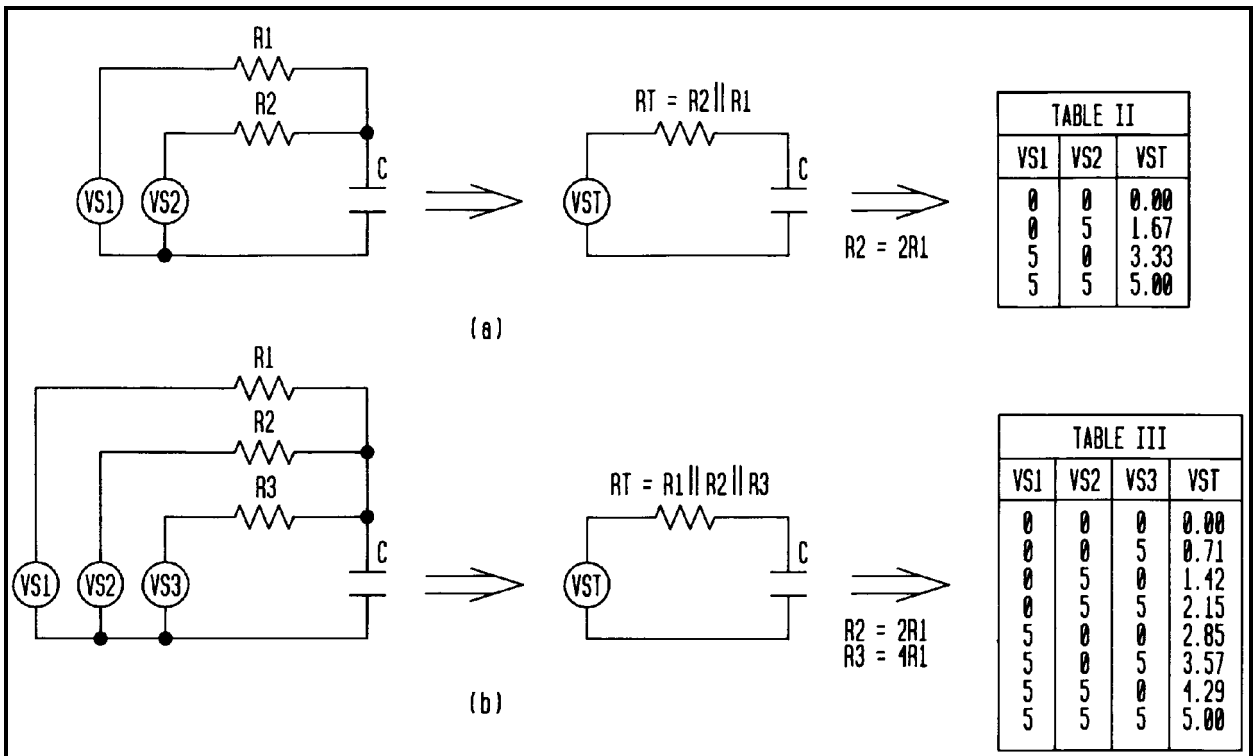 R1
R2
C
VS1
VS2
RT = R2||R1
VST
C
R2 = 2R1
TABLE II
VS1 VS2 VST
0 0 0.00
0 5 1.67
5 0 3.33
5 5 5.00
(a)
R1
R2
R3
C
VS1
VS2
VS3
RT = R1||R2||R3
VST
C
R2 = 2R1
R3 = 4R1
TABLE III
VS1 VS2 VS3 VST
0 0 0 0.00
0 0 5 0.71
0 5 0 1.42
0 5 5 2.15
5 0 0 2.85
5 0 5 3.57
5 5 0 4.29
5 5 5 5.00
(b)